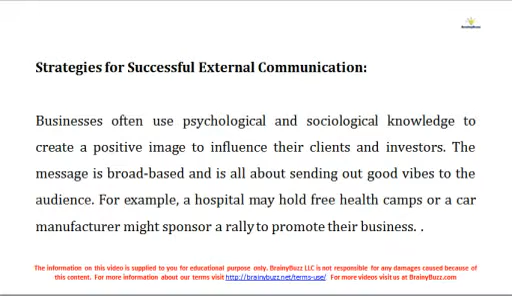 BrainyBuzz
Strategies for Successful External Communication:
Businesses often use psychological and sociological knowledge to
create a positive image to influence their clients and investors. The
message is broad-based and is all about sending out good vibes to the
audience. For example, a hospital may hold free health camps or a car
manufacturer might sponsor a rally to promote their business. .
The information on this video is supplied to you for educational purpose only. BrainyBuzz LLC is not responsible for any damages caused because of
this content. For more information about our terms visit http://brainybuzz.net/terms-use/ For more videos visit us at BrainyBuzz.com